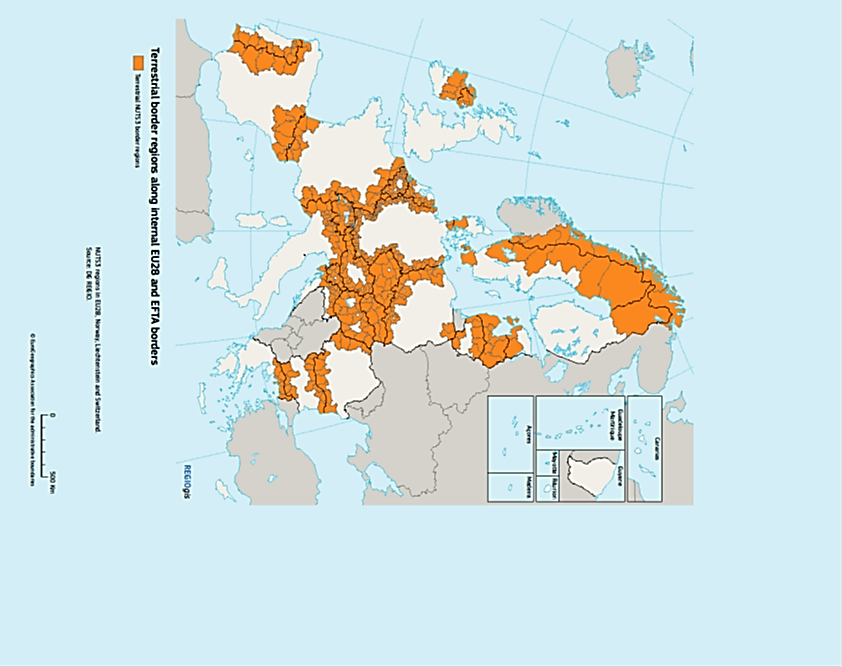 Canarias
Guyane
Guadeloupe
Martinique
Mayotte
Réunion
Açores
Madeira
REGIOgis
Terrestrial border regions along internal EU28 and EFTA borders
Terrestrial NUTS3 border regions
NUTS3 regions in EU28, Norway, Liechtenstein and Switzerland.
Source: DG REGIO.
0 500 Km
© EuroGeographics Association for the administrative boundaries